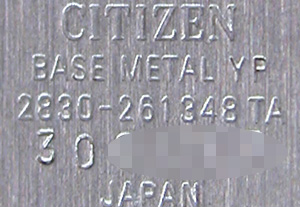 CITIZEN
BASE METAL YP
2830-261348 TA
30
JAPAN